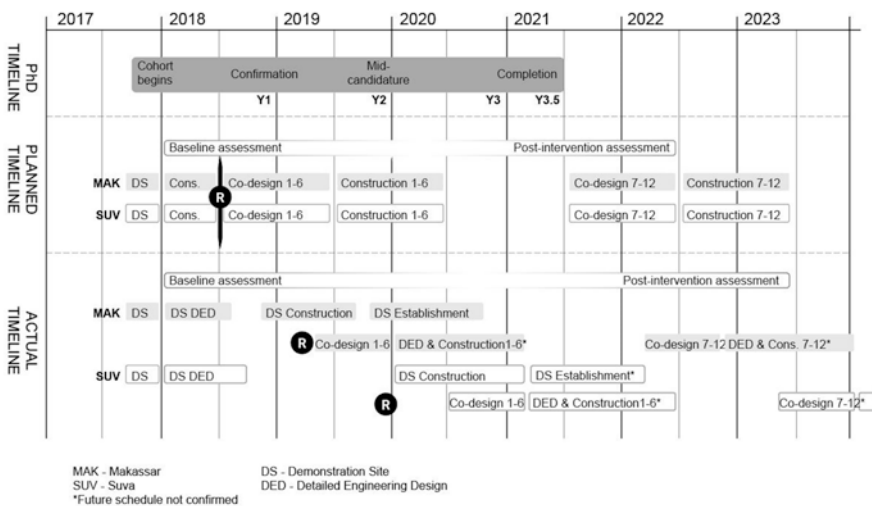 2017 2018 2019 2020 2021 2022 2023
PhD
TIMELINE
Cohort
begins
Confirmation
Mid-
candidature
Completion
Y1 Y2 Y3 Y3.5
PLANNED
TIMELINE
Baseline assessment Post-intervention assessment
MAK DS Cons. Co-design 1-6 Construction 1-6 Co-design 7-12 Construction 7-12
R
SUV DS Cons. Co-design 1-6 Construction 1-6 Co-design 7-12 Construction 7-12
ACTUAL
TIMELINE
Baseline assessment Post-intervention assessment
MAK DS DS DED DS Construction DS Establishment
R Co-design 1-6 DED & Construction1-6* Co-design 7-12 DED & Cons. 7-12*
SUV DS DS DED DS Construction DS Establishment*
R Co-design 1-6 DED & Construction1-6* Co-design 7-12*
MAK - Makassar DS - Demonstration Site
SUV - Suva DED - Detailed Engineering Design
*Future schedule not confirmed